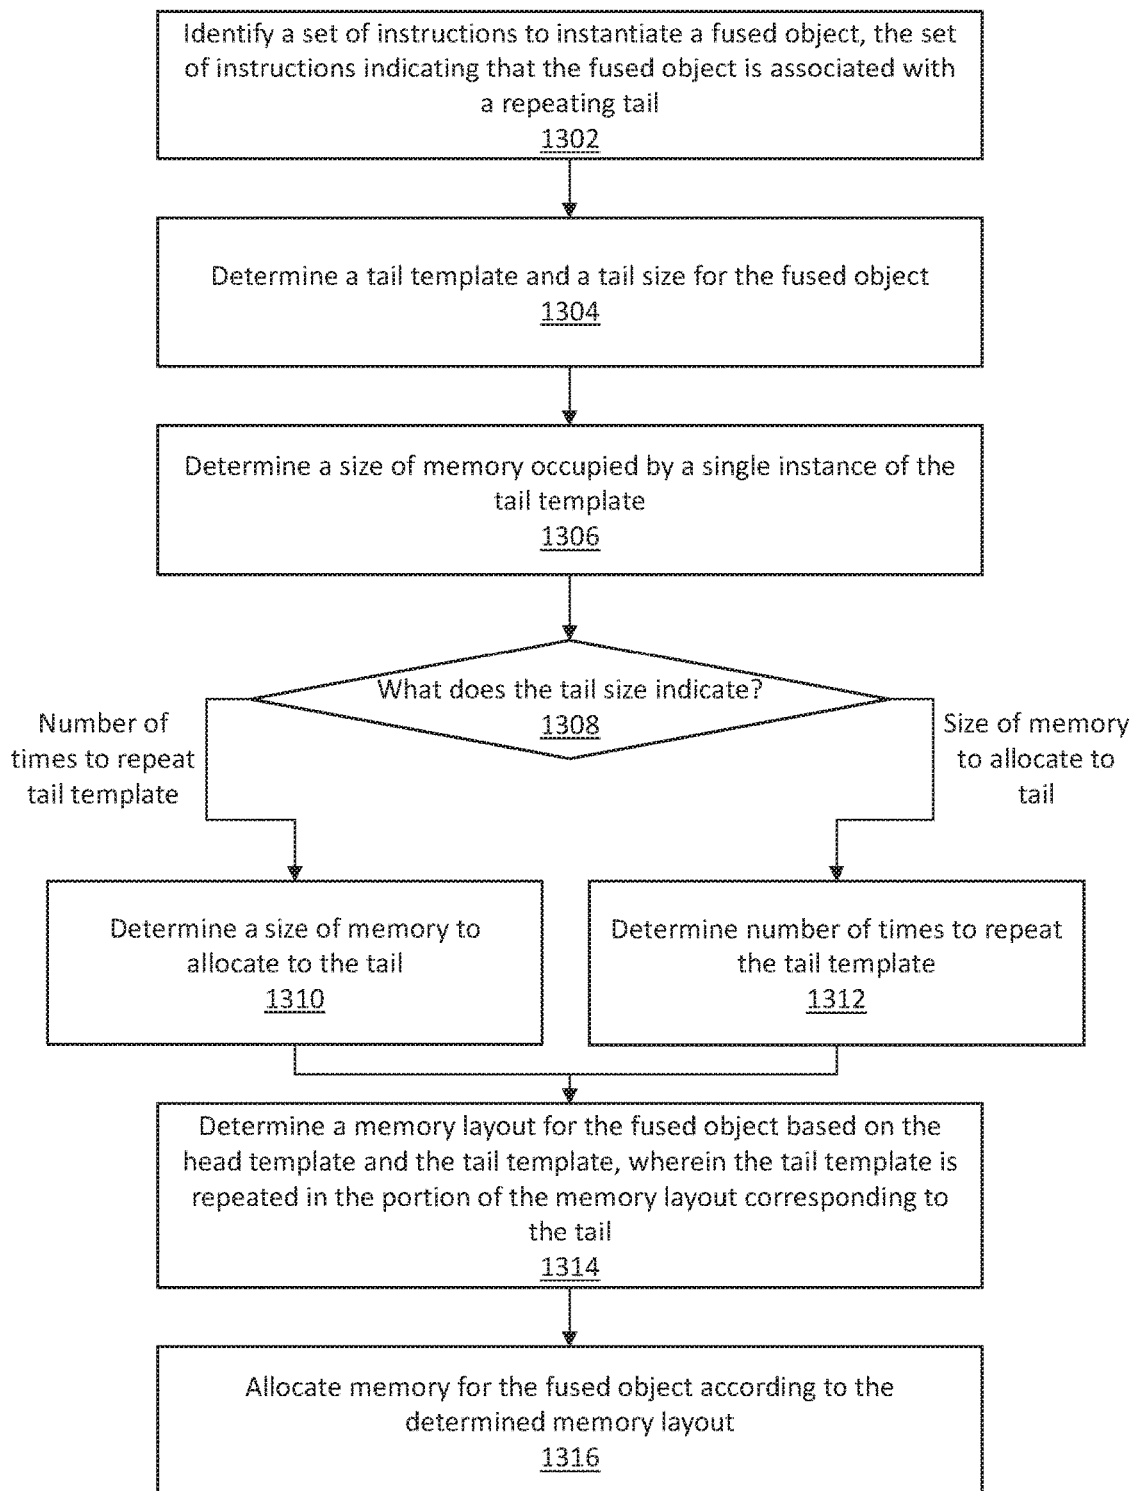 Identify a set of instructions to instantiate a fused object, the set
of instructions indicating that the fused object is associated with
a repeating tail
1302
Determine a tail template and a tail size for the fused object
1304
Determine a size of memory occupied by a single instance of the
tail template
1306
What does the tail size indicate?
1308
Number of
times to repeat
tail template
Size of memory
to allocate to
tail
Determine a size of memory to
allocate to the tail
1310
Determine number of times to repeat
the tail template
1312
Determine a memory layout for the fused object based on the
head template and the tail template, wherein the tail template is
repeated in the portion of the memory layout corresponding to
the tail
1314
Allocate memory for the fused object according to the
determined memory layout
1316